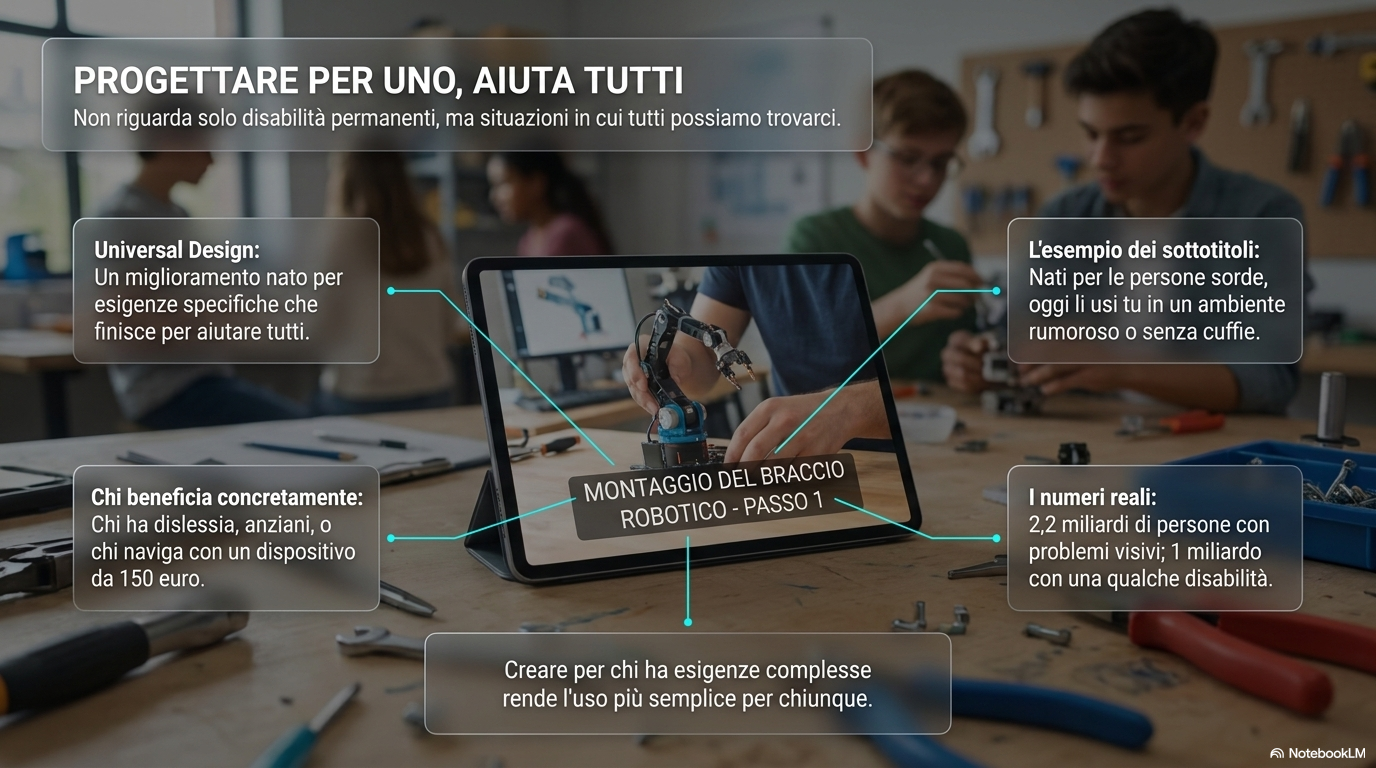 PROGETTARE PER UNO, AIUTA TUTTI
Non riguarda solo disabilità permanenti, ma situazioni in cui tutti possiamo trovarci.
Universal Design:
Un miglioramento nato per
esigenze specifiche che
finisce per aiutare tutti.
L'esempio dei sottotitoli:
Nati per le persone sorde,
oggi li usi tu in un ambiente
rumoroso o senza cuffie.
MONTAGGIO DEL BRACCIO
ROBOTICO - PASSO 1
Chi beneficia concretamente:
Chi ha dislessia, anziani, o
chi naviga con un dispositivo
da 150 euro.
I numeri reali:
2,2 miliardi di persone con
problemi visivi; 1 miliardo
con una qualche disabilità.
Creare per chi ha esigenze complesse
rende l'uso più semplice per chiunque.
NotebookLM